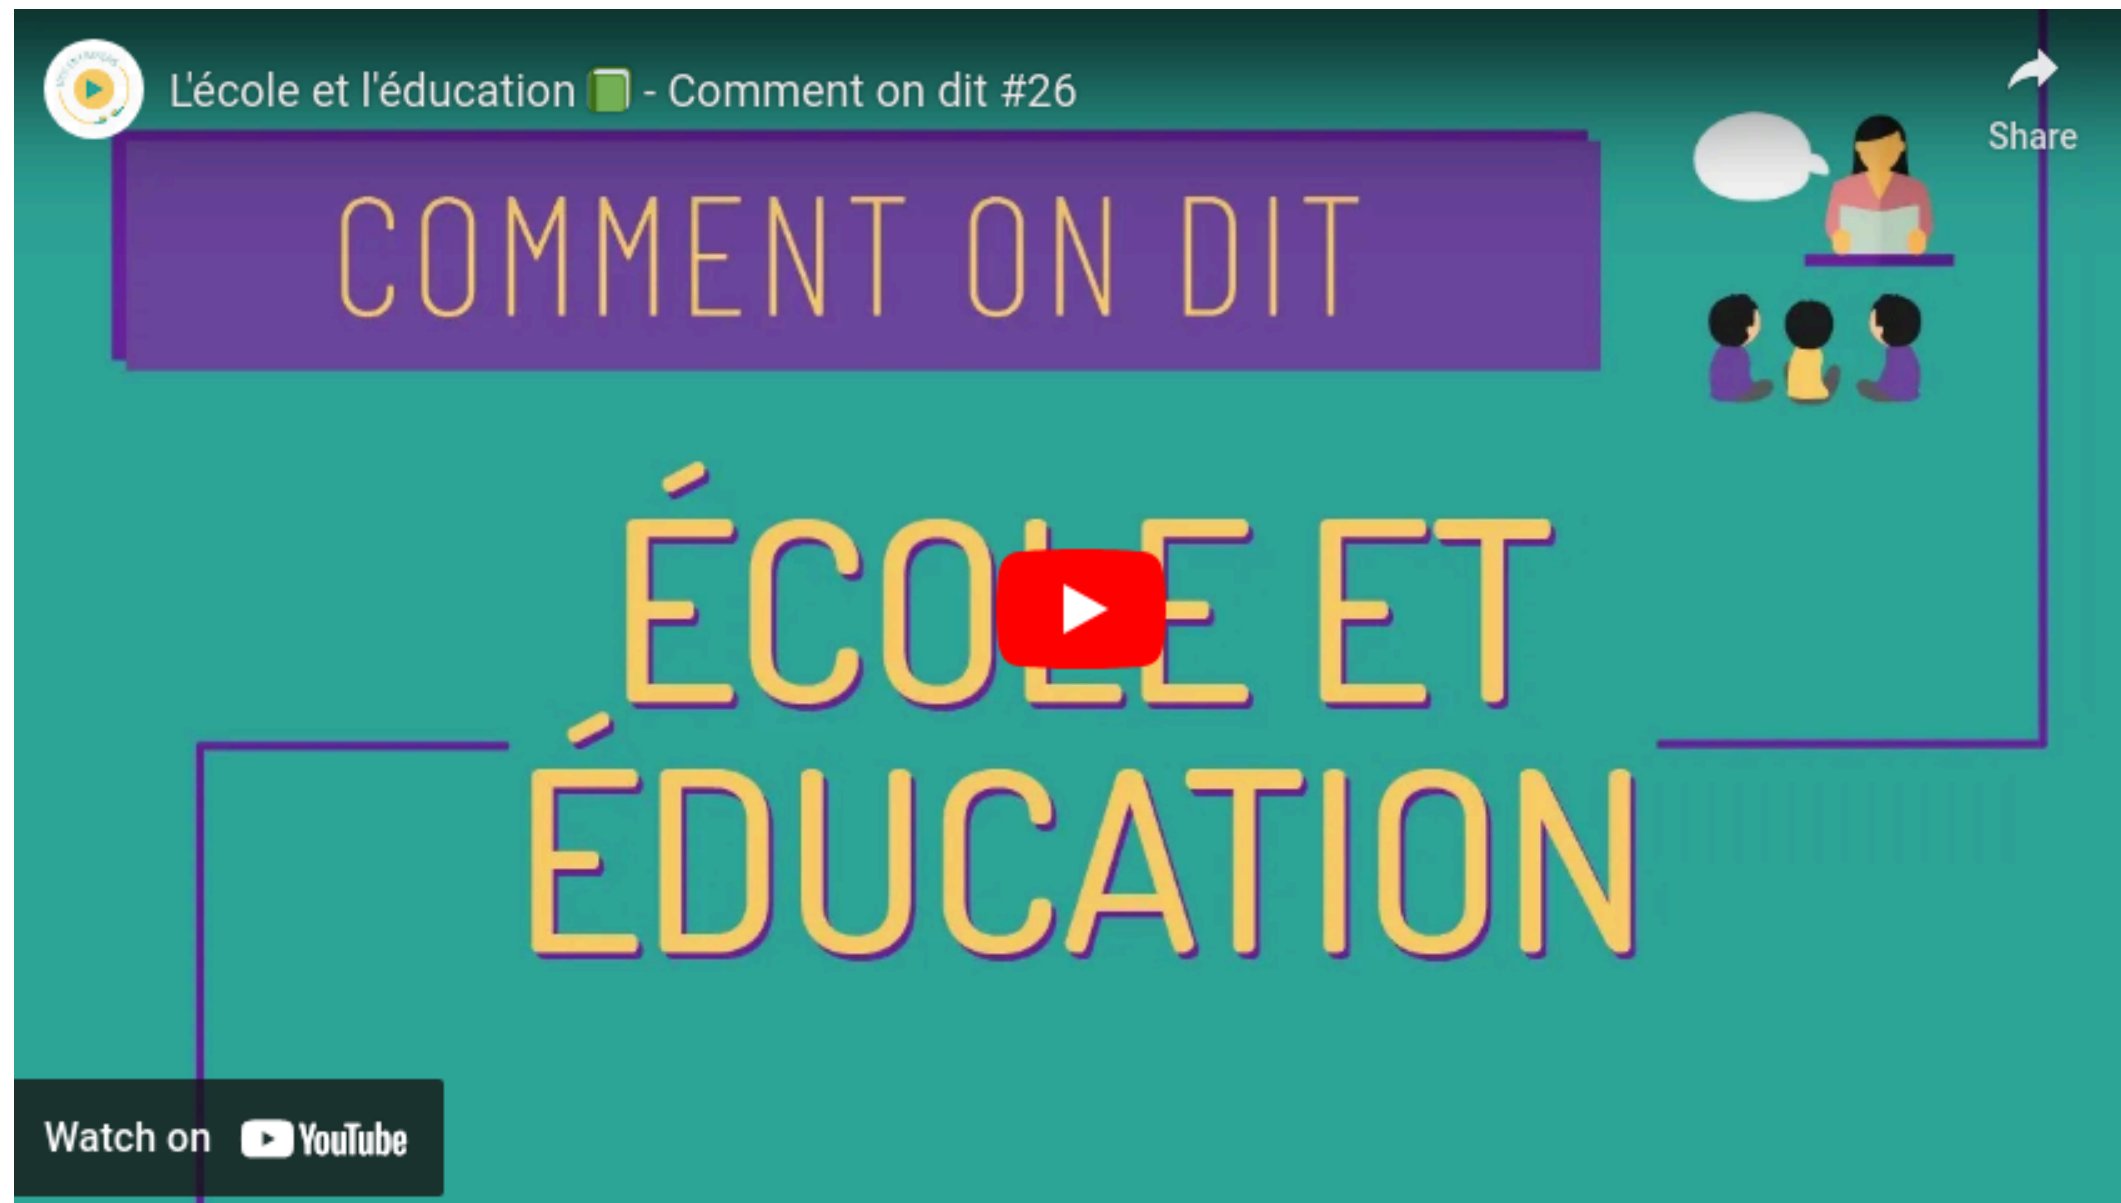 L'école et l'éducation 📗 - Comment on dit #26
Share
COMMENT ON DIT
ÉCOLE ET
ÉDUCATION
Watch on YouTube